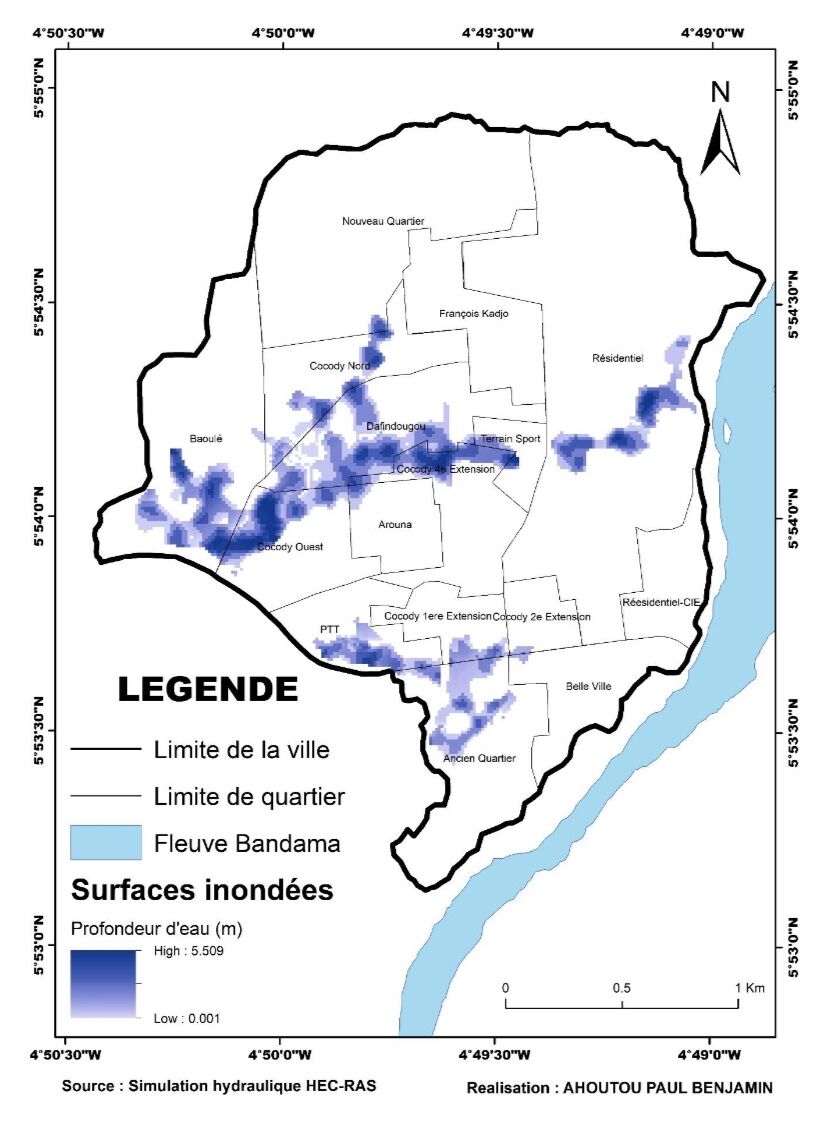 4°50'30"W 4°50'0"W 4°49'30"W 4°49'0"W
5°55'0"N 5°55'0"N
N
Nouveau Quartier
5°54'30"N 5°54'30"N
François Kadjo
Résidentiel
Cocody Nord
Dafindougou
Baoulé
Terrain Sport
Cocody 4e Extension
5°54'0"N 5°54'0"N
Arouna
Cocody Ouest
Réesidentiel-CIE
Cocody 1ere Extension
Cocody 2e Extension
PTT
Belle Ville
LEGENDE
5°53'30"N 5°53'30"N
Limite de la ville
Ancien Quartier
Limite de quartier
Fleuve Bandama
Surfaces inondées
Profondeur d'eau (m)
High : 5.509
Low : 0.001
5°53'0"N 5°53'0"N
0 0.5 1 Km
4°50'30"W 4°50'0"W 4°49'30"W 4°49'0"W
Source : Simulation hydraulique HEC-RAS
Realisation : AHOUTOU PAUL BENJAMIN